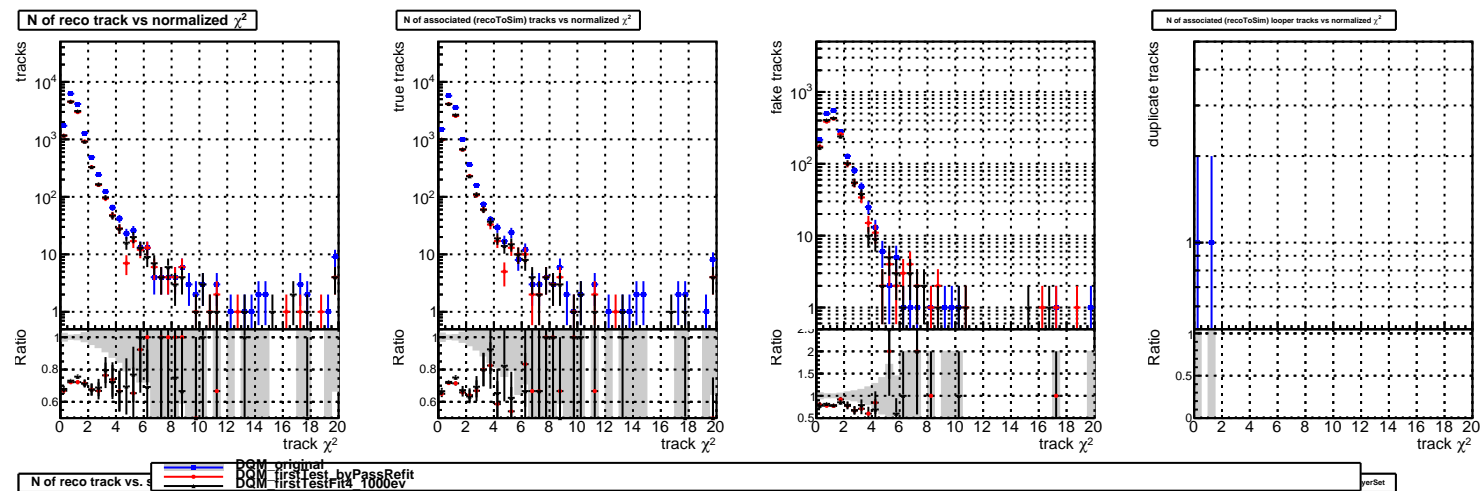 N of reco track vs normalized χ²
N of associated (recoToSim) tracks vs normalized χ²
N of associated (recoToSim) looper tracks vs normalized χ²
tracks
10⁴
10³
10²
10
1
Ratio
1
0.8
0.6
0 2 4 6 8 10 12 14 16 18 20
track χ²
true tracks
10⁴
10³
10²
10
1
Ratio
1
0.8
0.6
0 2 4 6 8 10 12 14 16 18 20
track χ²
fake tracks
10³
10²
10
1
Ratio
2.5
2
1.5
1
0.5
0 2 4 6 8 10 12 14 16 18 20
track χ²
duplicate tracks
1
Ratio
1
0.5
0
0 2 4 6 8 10 12 14 16 18 20
track χ²
N of reco track vs. s
DQM_original
DQM_firstTest_byPassRefit
DQM_firstTestFit4_1000ev
yerSet